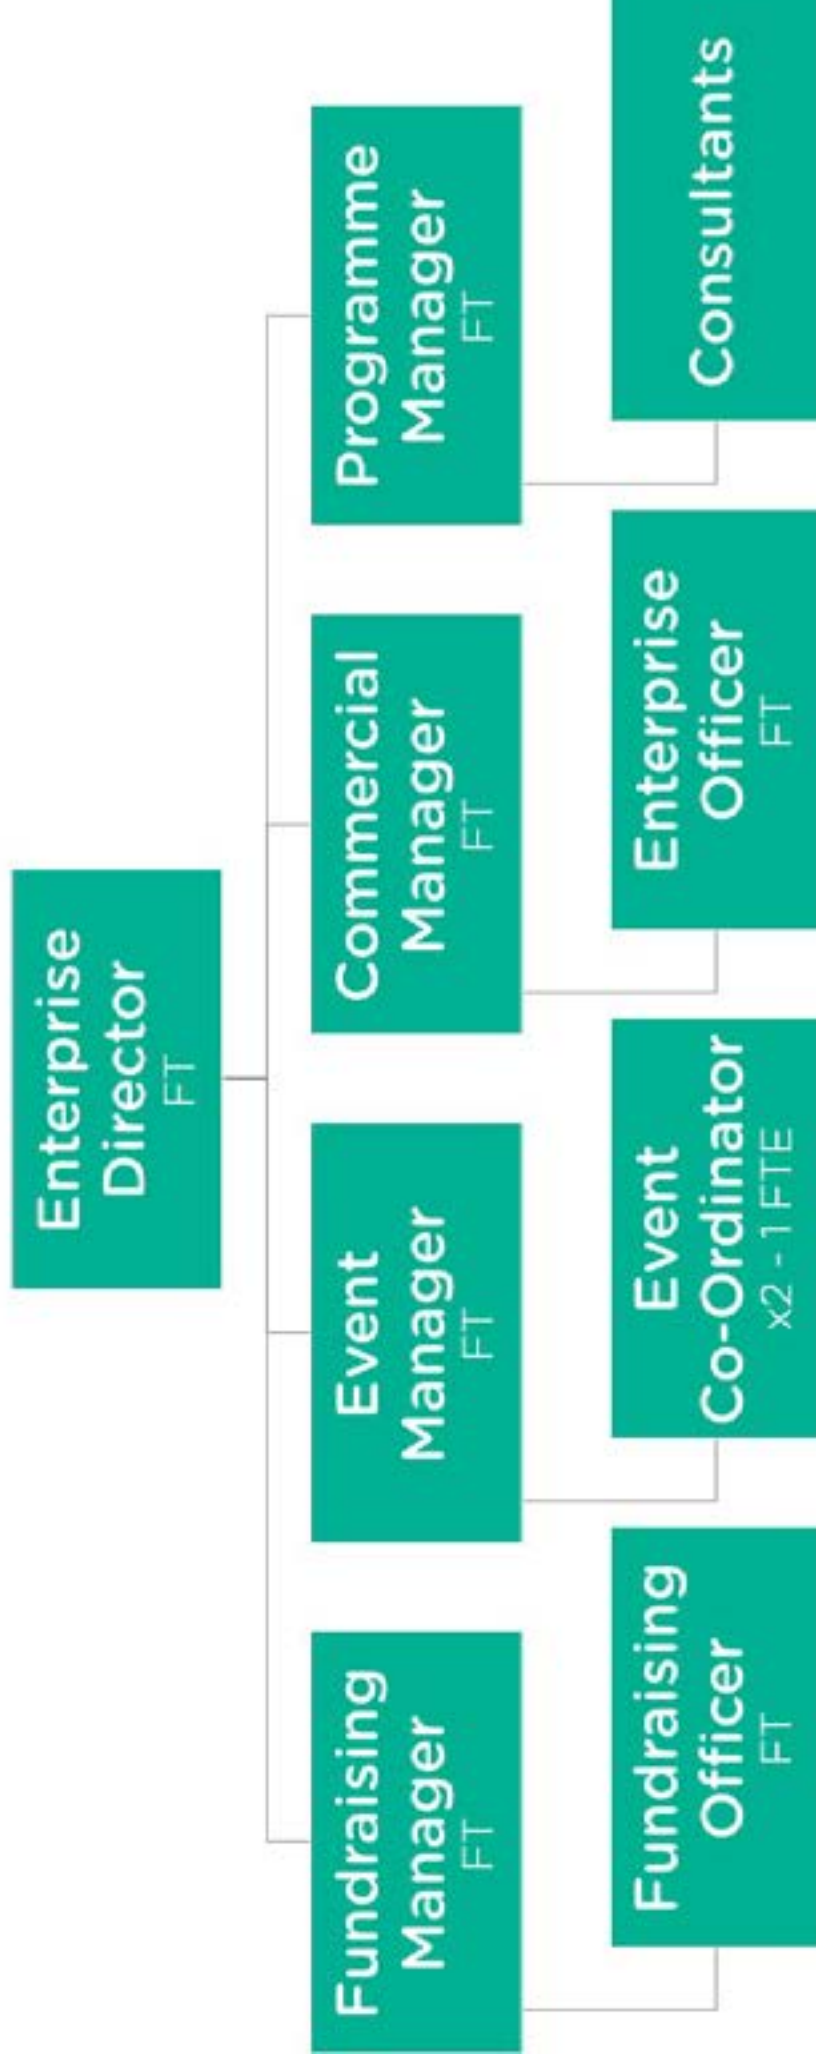 Enterprise
Director
FT
Fundraising
Manager
FT
Event
Manager
FT
Commercial
Manager
FT
Programme
Manager
FT
Fundraising
Officer
FT
Event
Co-Ordinator
x2 - 1 FTE
Enterprise
Officer
FT
Consultants